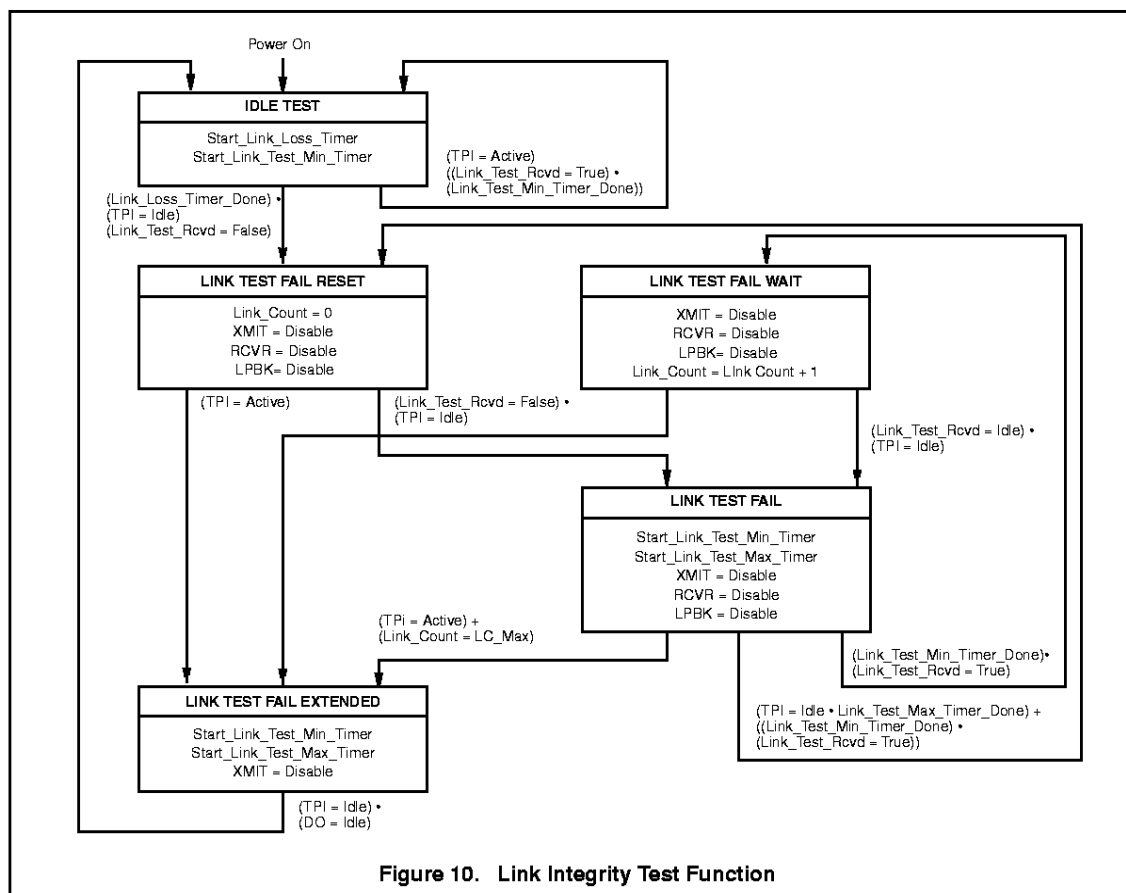 Power On
IDLE TEST
Start_Link_Loss_Timer
Start_Link_Test_Min_Timer
(TPI = Active)
((Link_Test_Rcvd = True) •
(Link_Test_Min_Timer_Done))
(Link_Loss_Timer_Done) •
(TPI = Idle)
(Link_Test_Rcvd = False)
LINK TEST FAIL RESET
Link_Count = 0
XMIT = Disable
RCVR = Disable
LPBK= Disable
LINK TEST FAIL WAIT
XMIT = Disable
RCVR = Disable
LPBK= Disable
Link_Count = LInk Count + 1
(TPI = Active)
(Link_Test_Rcvd = False) •
(TPI = Idle)
(Link_Test_Rcvd = Idle) •
(TPI = Idle)
LINK TEST FAIL
Start_Link_Test_Min_Timer
Start_Link_Test_Max_Timer
XMIT = Disable
RCVR = Disable
LPBK = Disable
(TPi = Active) +
(Link_Count = LC_Max)
(Link_Test_Min_Timer_Done)•
(Link_Test_Rcvd = True)
LINK TEST FAIL EXTENDED
Start_Link_Test_Min_Timer
Start_Link_Test_Max_Timer
XMIT = Disable
(TPI = Idle • Link_Test_Max_Timer_Done) +
((Link_Test_Min_Timer_Done) •
(Link_Test_Rcvd = True))
(TPI = Idle) •
(DO = Idle)
Figure 10. Link Integrity Test Function